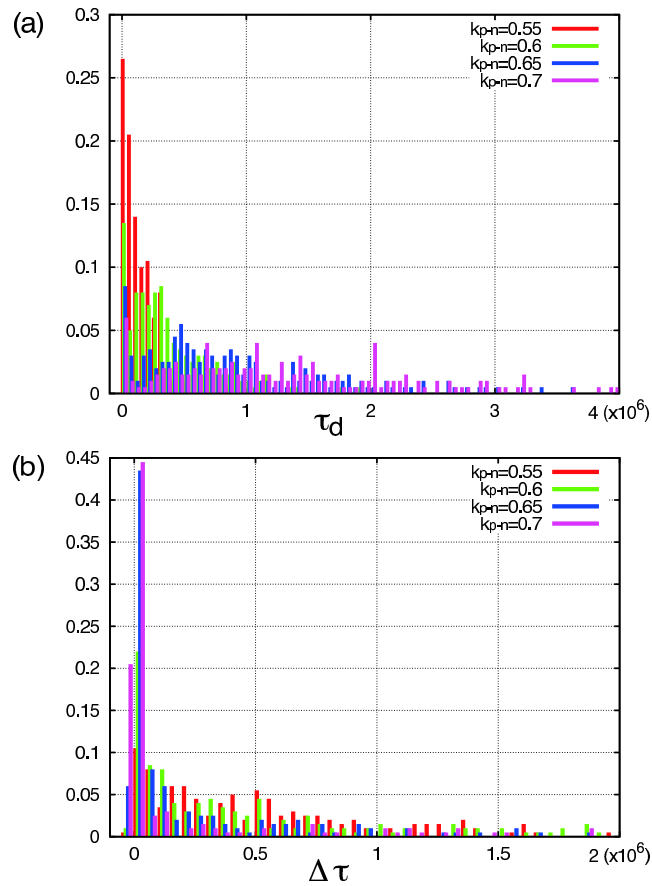 (a)
0.3
0.25
0.2
0.15
0.1
0.05
0
kp-n=0.55
kp-n=0.6
kp-n=0.65
kp-n=0.7
0 1 2 3 4 (x10⁶)
τd
(b)
0.45
0.4
0.35
0.3
0.25
0.2
0.15
0.1
0.05
0
kp-n=0.55
kp-n=0.6
kp-n=0.65
kp-n=0.7
0 0.5 1 1.5 2 (x10⁶)
Δτ